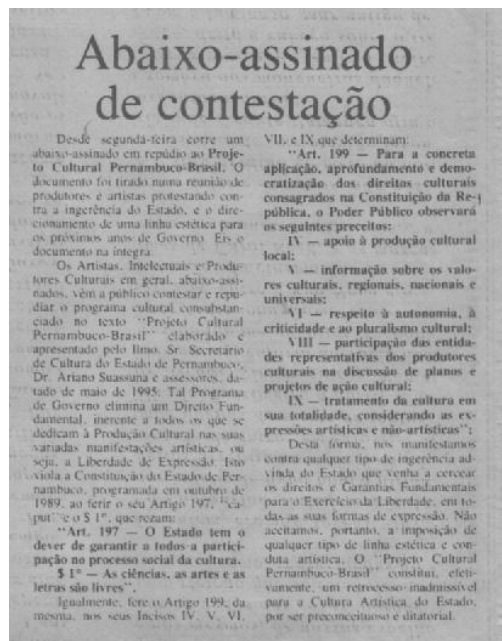 Abaixo-assinado
de contestação
Desde segunda-feira corre um
abaixo-assinado em repúdio ao Proje-
to Cultural Pernambuco-Brasil. O
documento foi tirado numa reunião de
produtores e artistas protestando con-
tra a ingerência do Estado, e o dire-
cionamento de uma linha estética para
os próximos anos de Governo. Eis o
documento na íntegra.
Os Artistas, Intelectuais e Produ-
tores Culturais em geral, abaixo-assi-
nados, vêm a público contestar e repu-
diar o programa cultural consubstan-
ciado no texto "Projeto Cultural
Pernambuco-Brasil" elaborado e
apresentado pelo Ilmo. Sr. Secretário
de Cultura do Estado de Pernambuco,
Dr. Ariano Suassuna e assessores, da-
tado de maio de 1995. Tal Programa
de Governo elimina um Direito Fun-
damental, inerente a todos os que se
dedicam à Produção Cultural nas suas
variadas manifestações artísticas, ou
seja, a Liberdade de Expressão. Isto
viola a Constituição do Estado de Per-
nambuco, programada em outubro de
1989, ao ferir o seu Artigo 197, "ca-
put" e o $ 1º, que rezam:
"Art. 197 — O Estado tem o
dever de garantir a todos a partici-
pação no processo social da cultura.
$ 1º — As ciências, as artes e as
letras são livres".
Igualmente, fere o Artigo 199, da
mesma, nos seus Incisos IV, V, VI,
VII, e IX que determinam:
"Art. 199 — Para a concreta
aplicação, aprofundamento e demo-
cratização dos direitos culturais
consagrados na Constituição da Re-
pública, o Poder Público observará
os seguintes preceitos:
IV — apoio à produção cultural
local;
V — informação sobre os valo-
res culturais, regionais, nacionais e
universais;
VI — respeito à autonomia, à
criticidade e ao pluralismo cultural;
VIII — participação das entida-
des representativas dos produtores
culturais na discussão de planos e
projetos de ação cultural;
IX — tratamento da cultura em
sua totalidade, considerando as ex-
pressões artísticas e não-artísticas";
Desta forma, nos manifestamos
contra qualquer tipo de ingerência ad-
vinda do Estado que venha a cercear
os direitos e Garantias Fundamentais
para o Exercício da Liberdade, em to-
das as suas formas de expressão. Não
aceitamos, portanto, a imposição de
qualquer tipo de linha estética e con-
duta artística. O "Projeto Cultural
Pernambuco-Brasil" constitui, efeti-
vamente, um retrocesso inadmissível
para a Cultura Artística do Estado,
por ser preconceituoso e ditatorial.